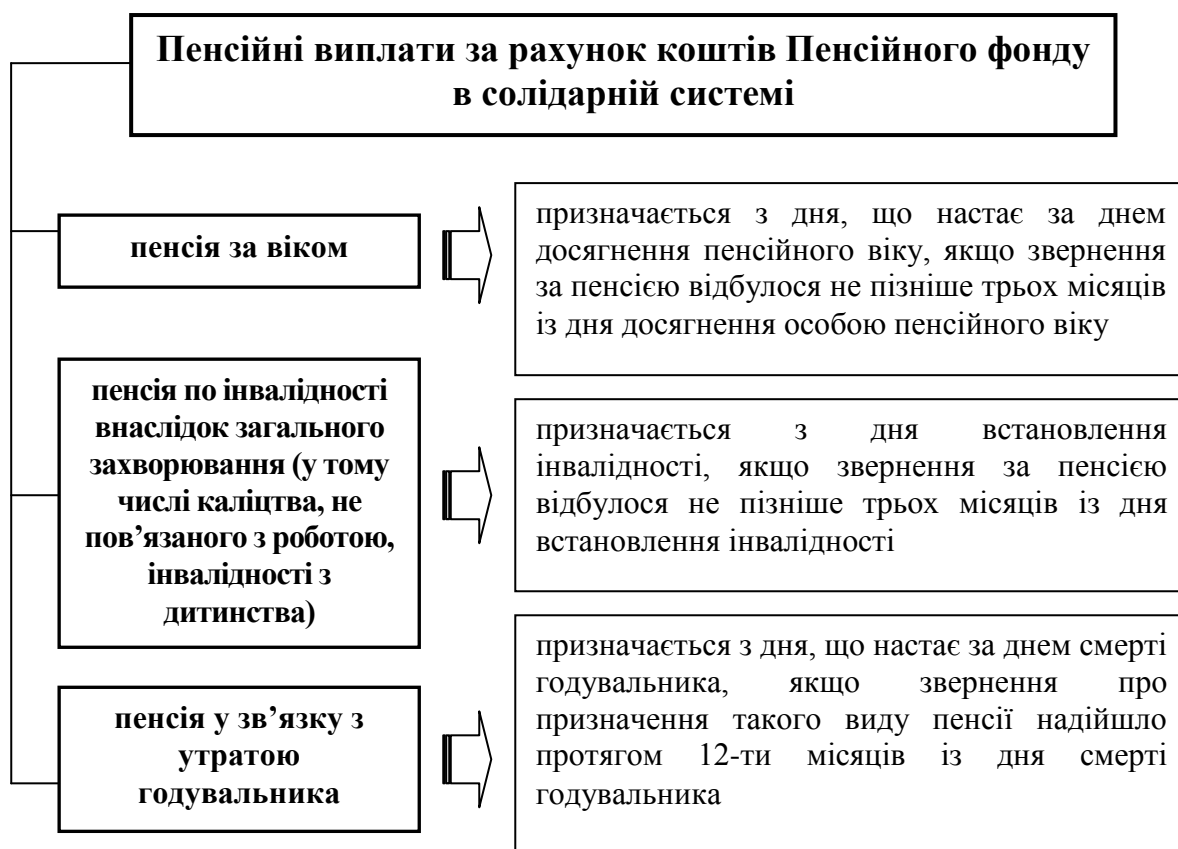 Пенсійні виплати за рахунок коштів Пенсійного фонду
в солідарній системі
пенсія за віком
призначається з дня, що настає за днем
досягнення пенсійного віку, якщо звернення
за пенсією відбулося не пізніше трьох місяців
із дня досягнення особою пенсійного віку
пенсія по інвалідності
внаслідок загального
захворювання (у тому
числі каліцтва, не
пов’язаного з роботою,
інвалідності з
дитинства)
призначається з дня встановлення
інвалідності, якщо звернення за пенсією
відбулося не пізніше трьох місяців із дня
встановлення інвалідності
пенсія у зв’язку з
утратою
годувальника
призначається з дня, що настає за днем смерті
годувальника, якщо звернення про
призначення такого виду пенсії надійшло
протягом 12-ти місяців із дня смерті
годувальника